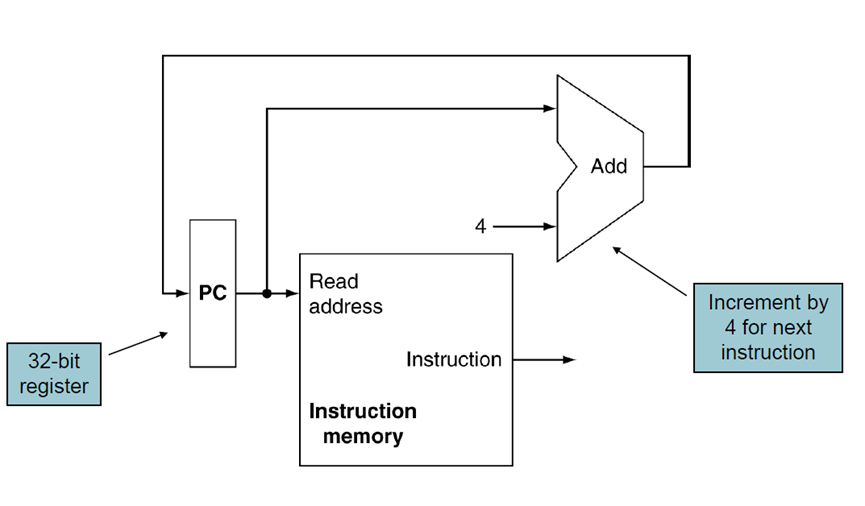 Add
4
PC
Read
address
Increment by
4 for next
instruction
32-bit
register
Instruction
Instruction
memory